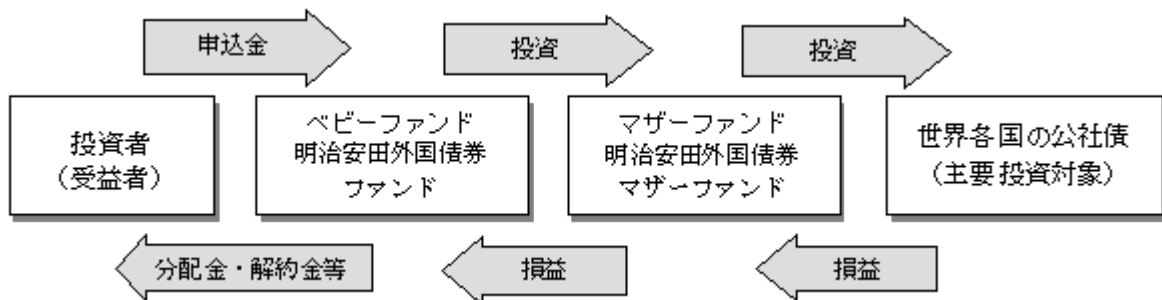 申込金
投資
投資
投資者
（受益者）
ベビーファンド
明治安田外国債券
ファンド
マザーファンド
明治安田外国債券
マザーファンド
世界各国の公社債
（主要投資対象）
分配金・解約金等
損益
損益